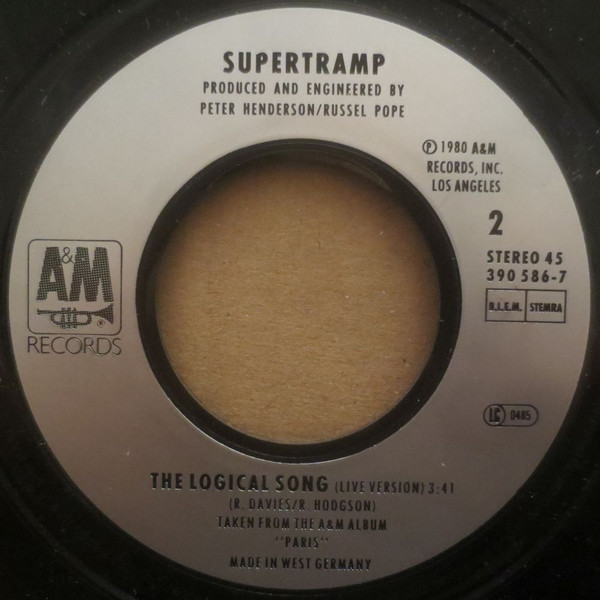 SUPERTRAMP
PRODUCED AND ENGINEERED BY
PETER HENDERSON/RUSSEL POPE
℗ 1980 A&M
RECORDS, INC.
LOS ANGELES
2
STEREO 45
390 586-7
B.I.E.M. STEMRA
A&M
®
RECORDS
LC 0485
THE LOGICAL SONG (LIVE VERSION) 3:41
(R. DAVIES/R. HODGSON)
TAKEN FROM THE A&M ALBUM
''PARIS''
MADE IN WEST GERMANY